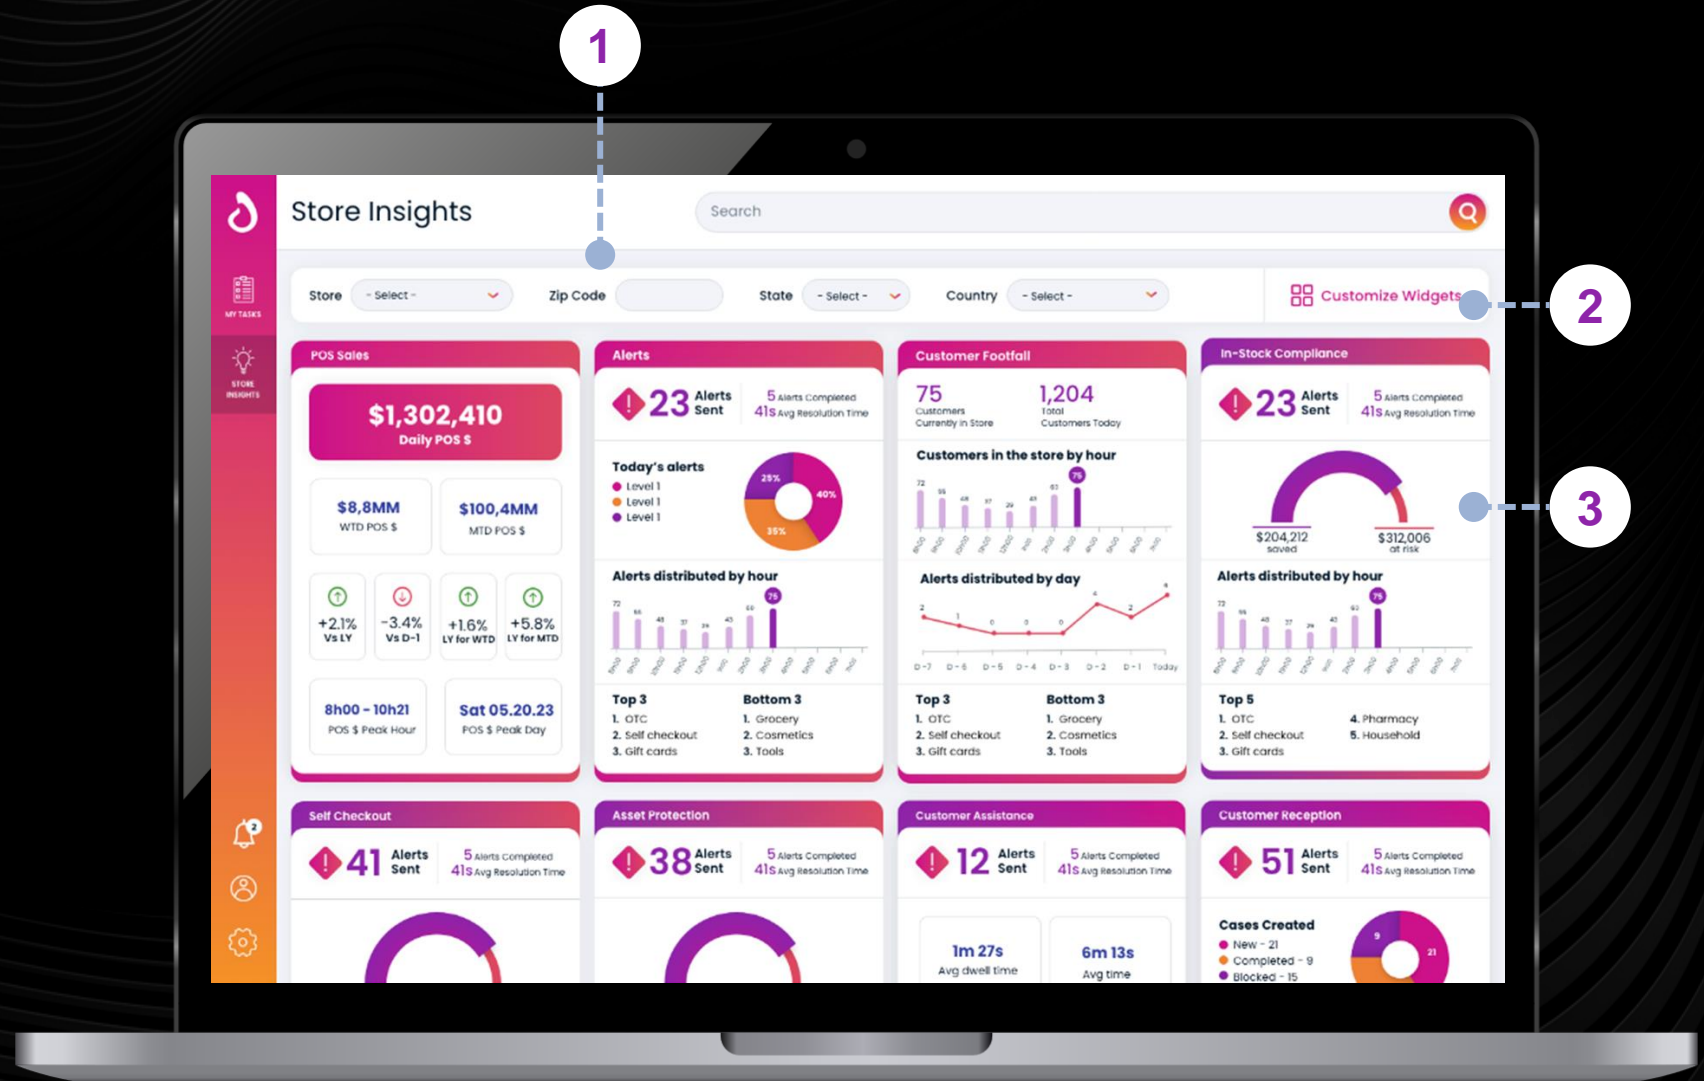 1
Store Insights
Search
MY TASKS
STORE
INSIGHTS
2
Store - Select - Zip Code State - Select - Country - Select - Customize Widgets
2
3
POS Sales
$1,302,410
Daily POS $
$8,8MM
WTD POS $
$100,4MM
MTD POS $
+2.1%
Vs LY
-3.4%
Vs D-1
+1.6%
LY for WTD
+5.8%
LY for MTD
8h00 - 10h21
POS $ Peak Hour
Sat 05.20.23
POS $ Peak Day
Alerts
23 Alerts Sent
5 Alerts Completed
41s Avg Resolution Time
Today's alerts
Level 1
Level 1
Level 1
25%
40%
35%
Alerts distributed by hour
72
75
Top 3
1. OTC
2. Self checkout
3. Gift cards
Bottom 3
1. Grocery
2. Cosmetics
3. Tools
Customer Footfall
75
Customers
Currently in Store
1,204
Total
Customers Today
Customers in the store by hour
72
75
Alerts distributed by day
2
1
0
0
0
4
2
D-7 D-6 D-5 D-4 D-3 D-2 D-1 Today
Top 3
1. OTC
2. Self checkout
3. Gift cards
Bottom 3
1. Grocery
2. Cosmetics
3. Tools
In-Stock Compliance
23 Alerts Sent
5 Alerts Completed
41s Avg Resolution Time
$204,212
saved
$312,006
at risk
Alerts distributed by hour
72
75
Top 5
1. OTC
2. Self checkout
3. Gift cards
4. Pharmacy
5. Household
Self Checkout
41 Alerts Sent
5 Alerts Completed
41s Avg Resolution Time
Asset Protection
38 Alerts Sent
5 Alerts Completed
41s Avg Resolution Time
Customer Assistance
12 Alerts Sent
5 Alerts Completed
41s Avg Resolution Time
1m 27s
Avg dwell time
6m 13s
Avg time
Customer Reception
51 Alerts Sent
5 Alerts Completed
41s Avg Resolution Time
Cases Created
New - 21
Completed - 9
Blocked - 15
9
21